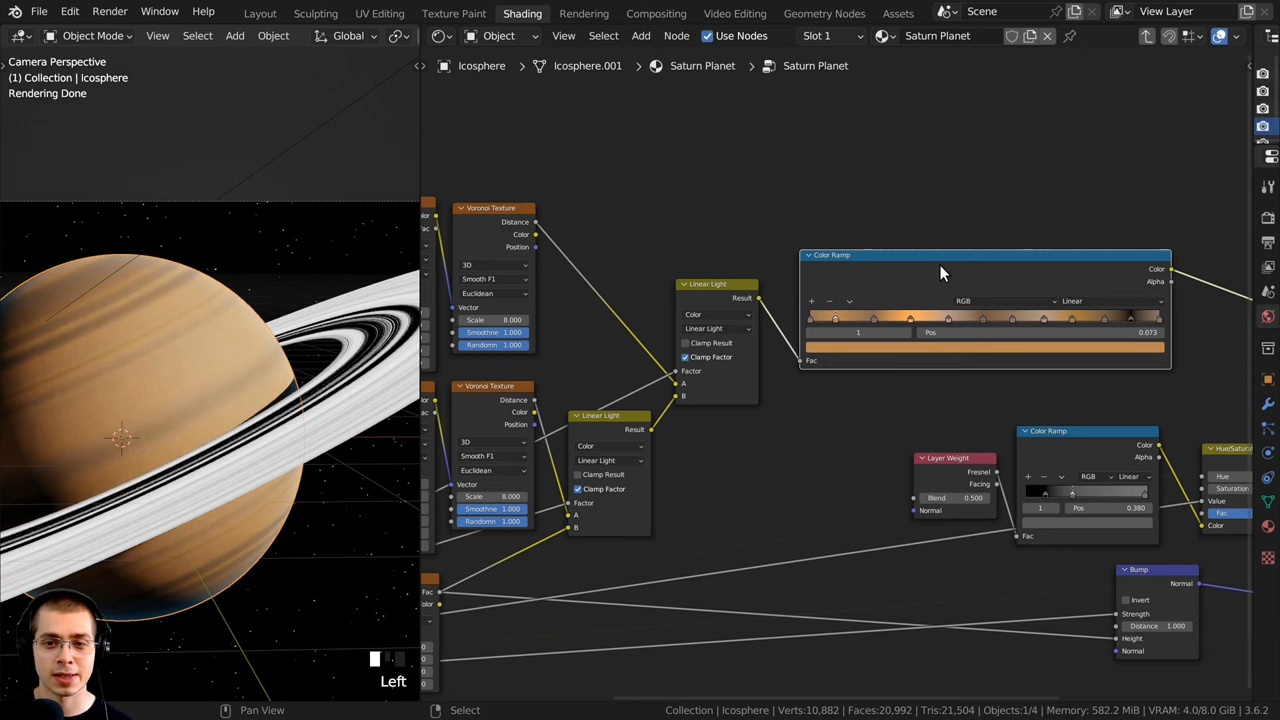 File Edit Render Window Help Layout Sculpting UV Editing Texture Paint Shading Rendering Compositing Video Editing Geometry Nodes Assets Scene View Layer
Object Mode View Select Add Object Global Object View Select Add Node Use Nodes Slot 1 Saturn Planet
Camera Perspective
(1) Collection | Icosphere
Rendering Done
Icosphere Icosphere.001 Saturn Planet Saturn Planet
Voronoi Texture
Distance
Color
Position
3D
Smooth F1
Euclidean
Vector
Scale 8.000
Smoothne 1.000
Randomn 1.000
Voronoi Texture
Distance
Color
Position
3D
Smooth F1
Euclidean
Vector
Scale 8.000
Smoothne 1.000
Randomn 1.000
Linear Light
Result
Color
Linear Light
Clamp Result
Clamp Factor
Factor
A
B
Linear Light
Result
Color
Linear Light
Clamp Result
Clamp Factor
Factor
A
B
Color Ramp
Color
Alpha
RGB Linear
1 Pos 0.073
Fac
Layer Weight
Fresnel
Facing
Blend 0.500
Normal
Color Ramp
Color
Alpha
RGB Linear
1 Pos 0.380
Fac
Hue/Satura
Hue
Saturation
Value
Fac
Color
Bump
Normal
Invert
Strength
Distance 1.000
Height
Normal
Fac
Left
Pan View Select Collection | Icosphere | Verts:10,882 | Faces:20,992 | Tris:21,504 | Objects:1/4 | Memory: 582.2 MiB | VRAM: 4.0/8.0 GiB | 3.6.2